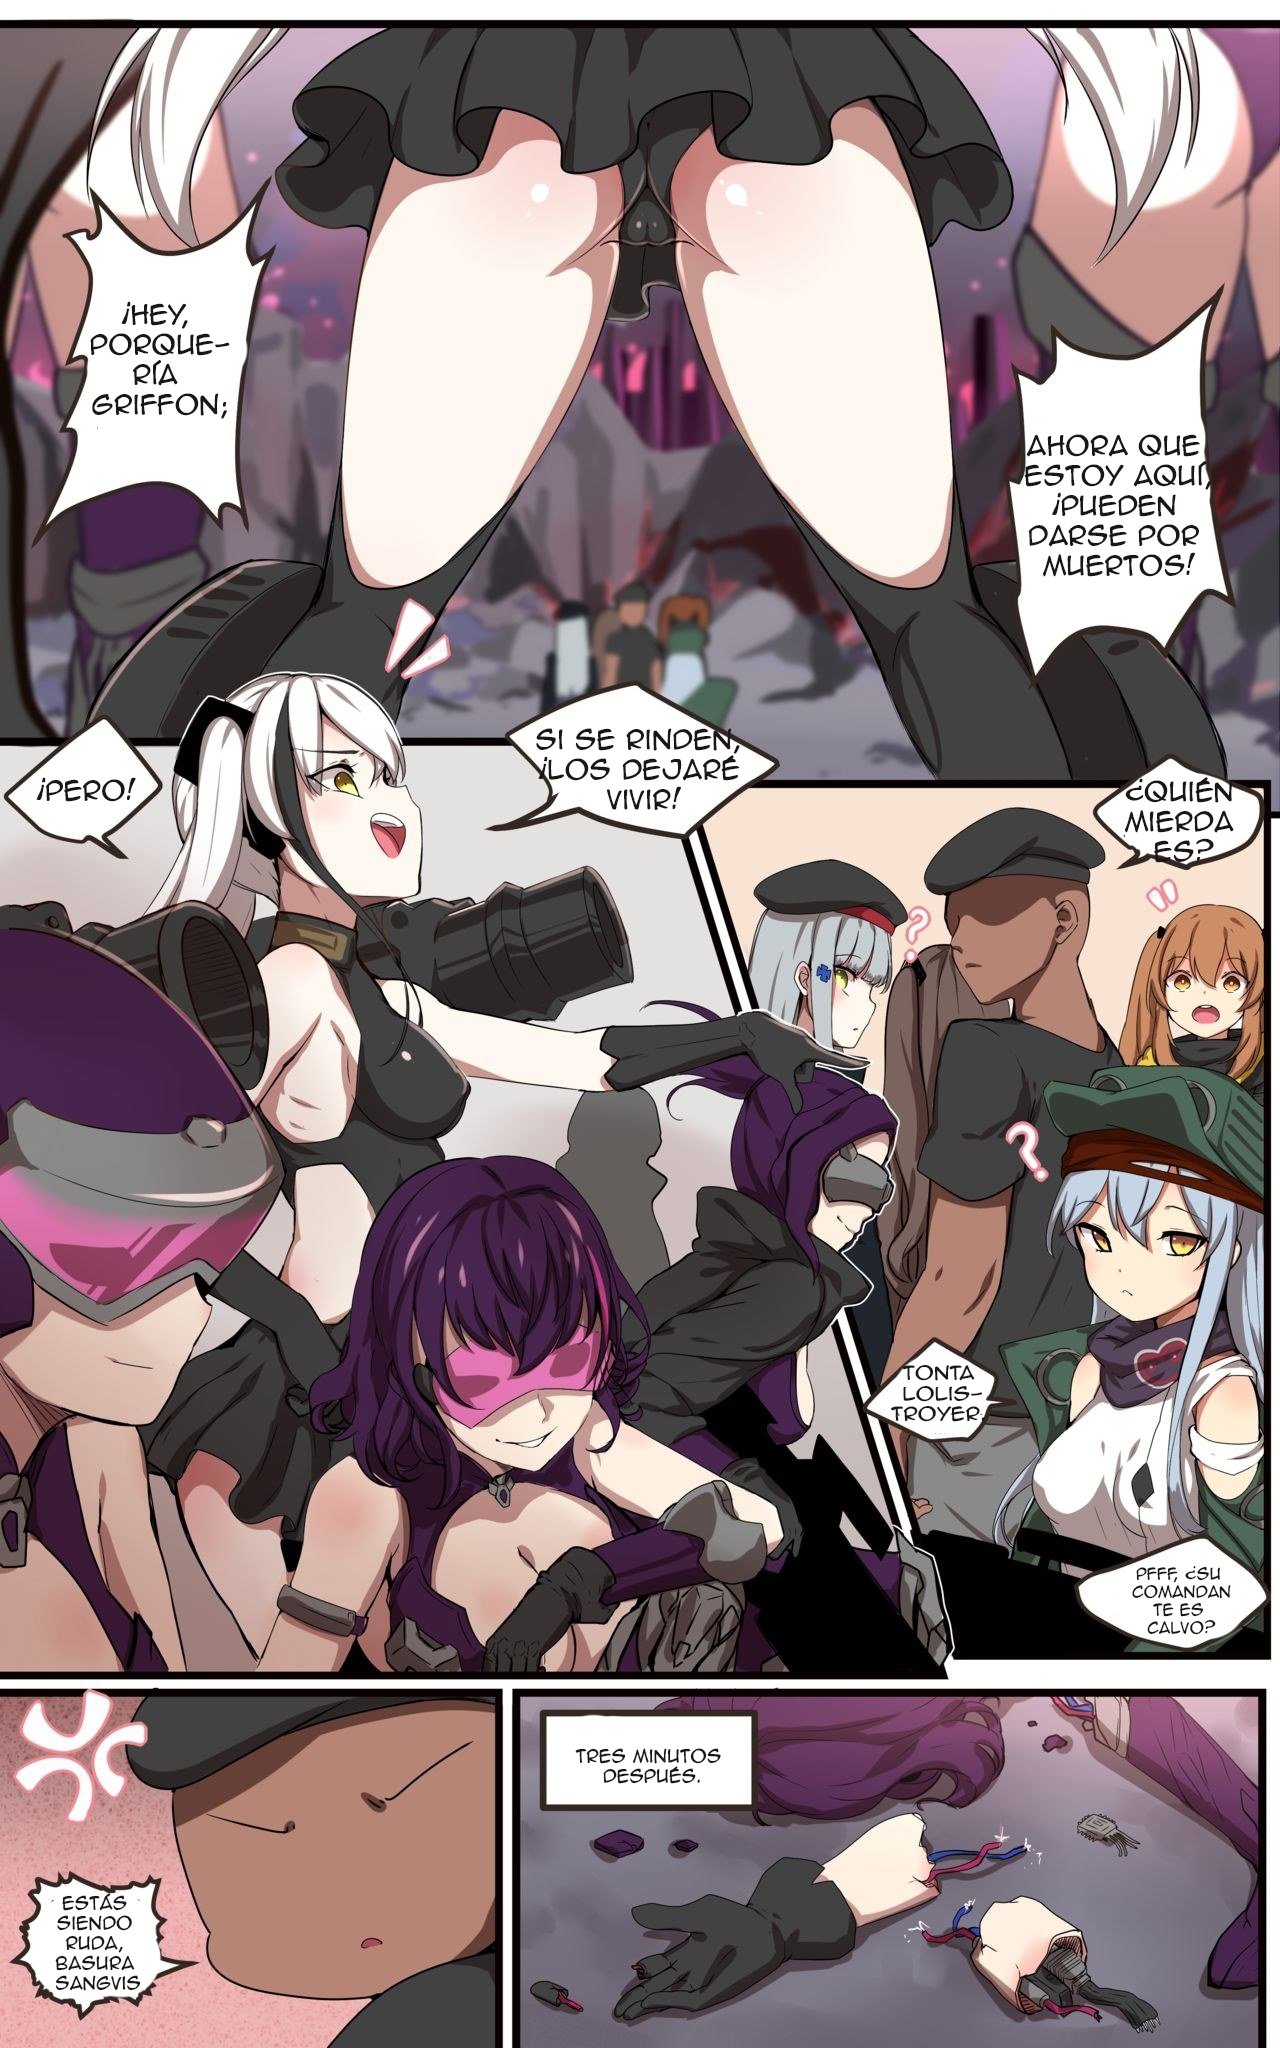 ¡HEY,
PORQUE-
RÍA
GRIFFON;
AHORA QUE
ESTOY AQUÍ,
¡PUEDEN
DARSE POR
MUERTOS!
¡PERO!
SI SE RINDEN,
¡LOS DEJARÉ
VIVIR!
¿QUIÉN
MIERDA
ES?
?
?
TONTA
LOLIS-
TROYER.
PFFF, ¿SU
COMANDAN
TE ES
CALVO?
ESTÁS
SIENDO
RUDA,
BASURA
SANGVIS
TRES MINUTOS
DESPUÉS.